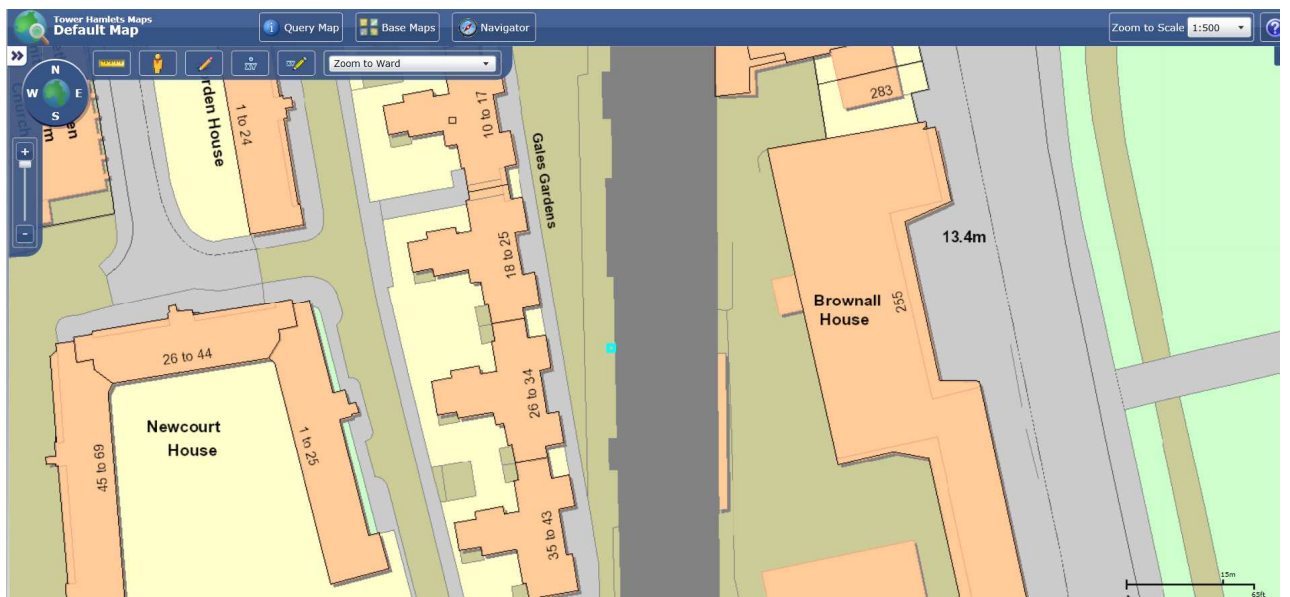 Tower Hamlets Maps
Default Map
Query Map
Base Maps
Navigator
Zoom to Scale
1:500
?
»
Zoom to Ward
N
W
E
S
+
-
Church
1 to 24
10 to 17
Gales Gardens
283
18 to 25
13.4m
Brownall
House
255
26 to 44
26 to 34
Newcourt
House
1 to 25
45 to 69
35 to 43
15m
65ft